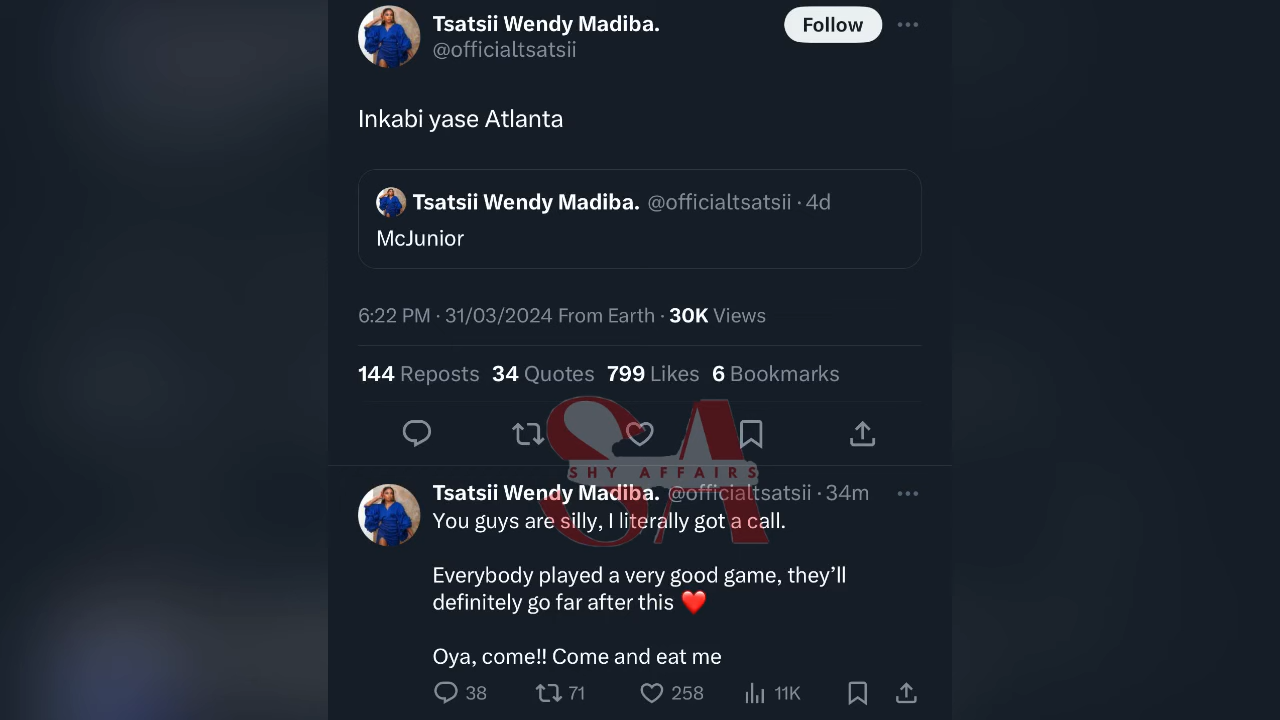 Tsatsii Wendy Madiba.
Follow
@officialtsatsii
Inkabi yase Atlanta
Tsatsii Wendy Madiba. @officialtsatsii · 4d
McJunior
6:22 PM · 31/03/2024 From Earth · 30K Views
144 Reposts 34 Quotes 799 Likes 6 Bookmarks
SA
SHY AFFAIRS
Tsatsii Wendy Madiba. @officialtsatsii · 34m
You guys are silly, I literally got a call.
Everybody played a very good game, they’ll
definitely go far after this ❤️
Oya, come!! Come and eat me
38 71 258 11K